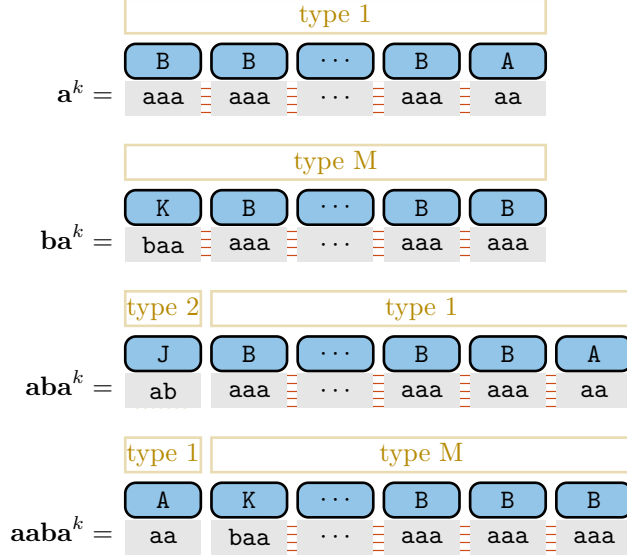 type 1
B B ··· B A
a^k = aaa aaa ··· aaa aa
type M
K B ··· B B
ba^k = baa aaa ··· aaa aaa
type 2 type 1
J B ··· B B A
aba^k = ab aaa ··· aaa aaa aa
type 1 type M
A K ··· B B B
aaba^k = aa baa ··· aaa aaa aaa